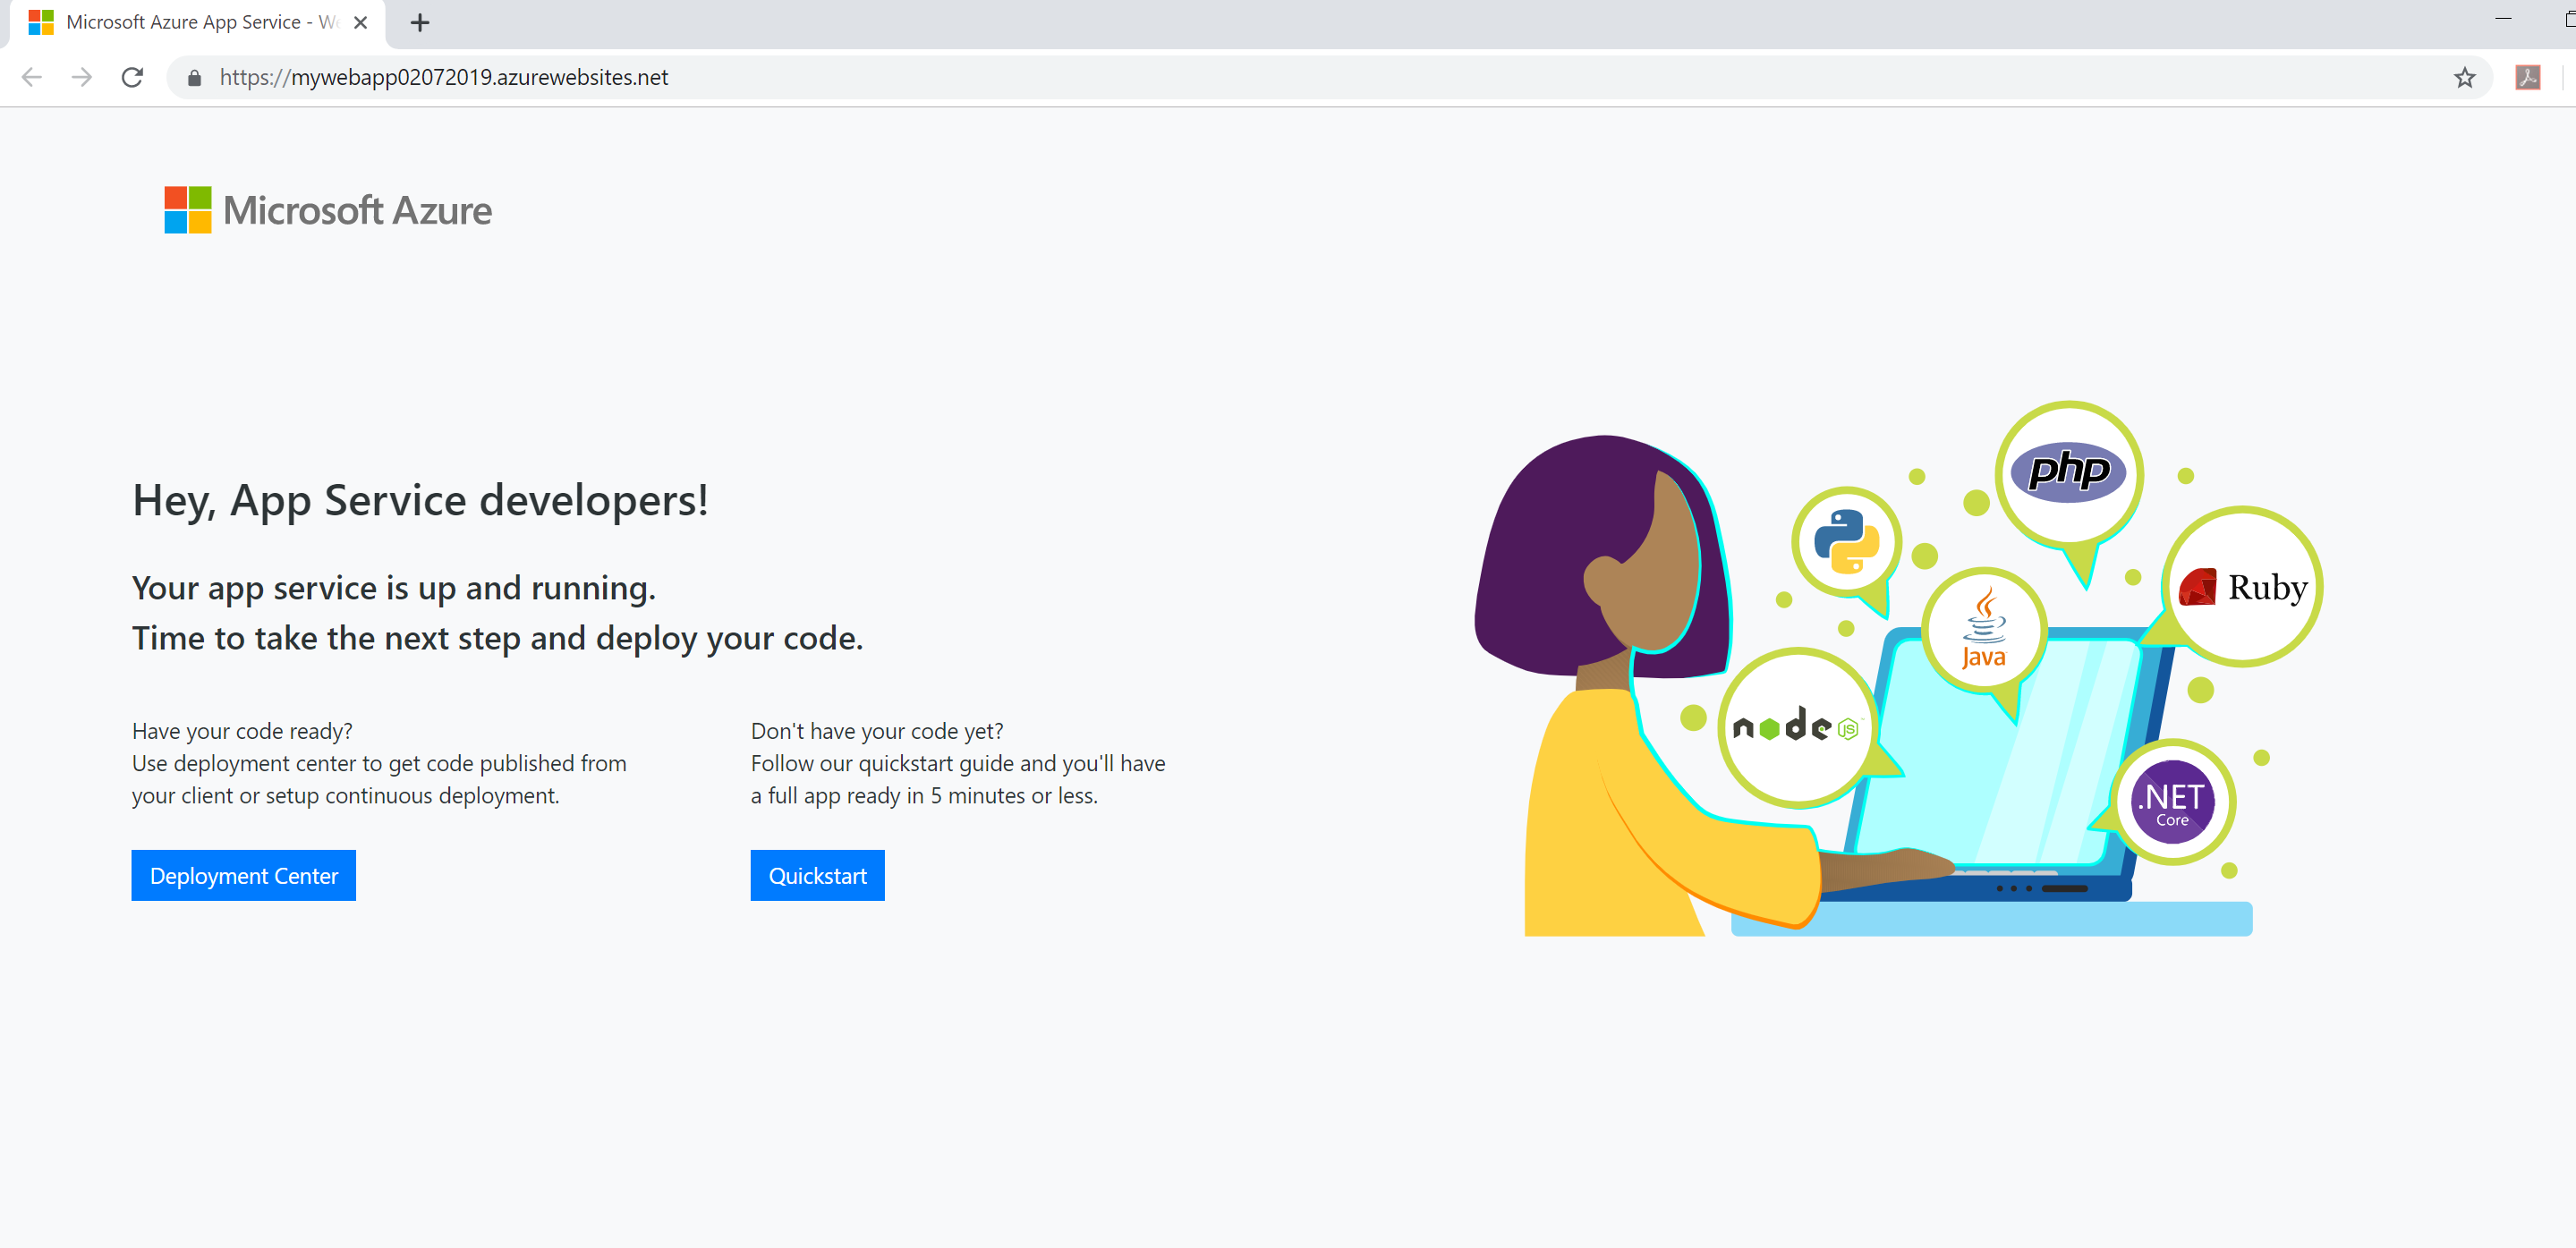 Microsoft Azure App Service - W
https://mywebapp02072019.azurewebsites.net
Microsoft Azure
Hey, App Service developers!
Your app service is up and running.
Time to take the next step and deploy your code.
Have your code ready?
Use deployment center to get code published from
your client or setup continuous deployment.
Deployment Center
Don't have your code yet?
Follow our quickstart guide and you'll have
a full app ready in 5 minutes or less.
Quickstart
php
Ruby
Java
node
JS
.NET
Core